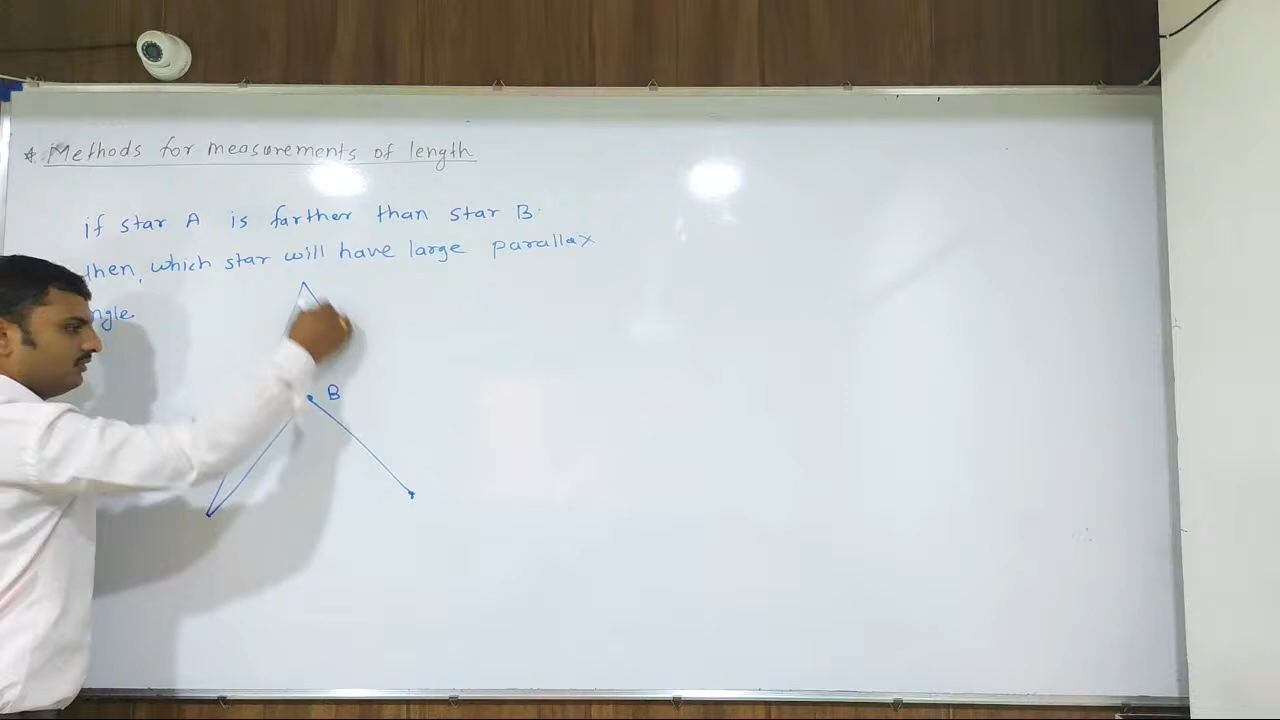 * Methods for measurements of length
if star A is farther than star B.
then, which star will have large parallax
ngle
B